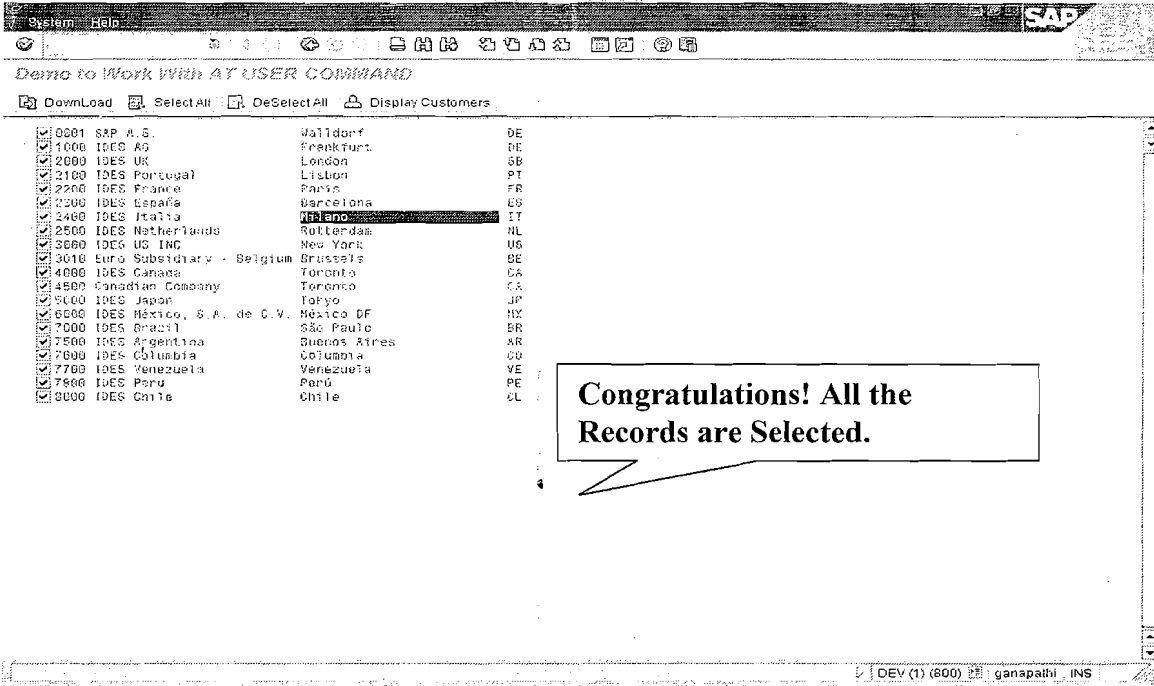 System Help
SAP
Demo to Work With AT USER COMMAND
DownLoad Select All DeSelect All Display Customers
0001 SAP A.G. Walldorf DE
1000 IDES AG Frankfurt DE
2000 IDES UK London GB
2100 IDES Portugal Lisbon PT
2200 IDES France Paris FR
2300 IDES España Barcelona ES
2400 IDES Italia Milano IT
2500 IDES Netherlands Rotterdam NL
3000 IDES US INC New York US
3010 Euro Subsidiary - Belgium Brussels BE
4000 IDES Canada Toronto CA
4500 Canadian Company Toronto CA
5000 IDES Japan Tokyo JP
6000 IDES México, S.A. de C.V. México DF MX
7000 IDES Brazil São Paulo BR
7500 IDES Argentina Buenos Aires AR
7600 IDES Columbia Columbia CO
7700 IDES Venezuela Venezuela VE
7800 IDES Peru Perú PE
8000 IDES Chile Chile CL
Congratulations! All the
Records are Selected.
DEV (1) (800) ganapathi INS